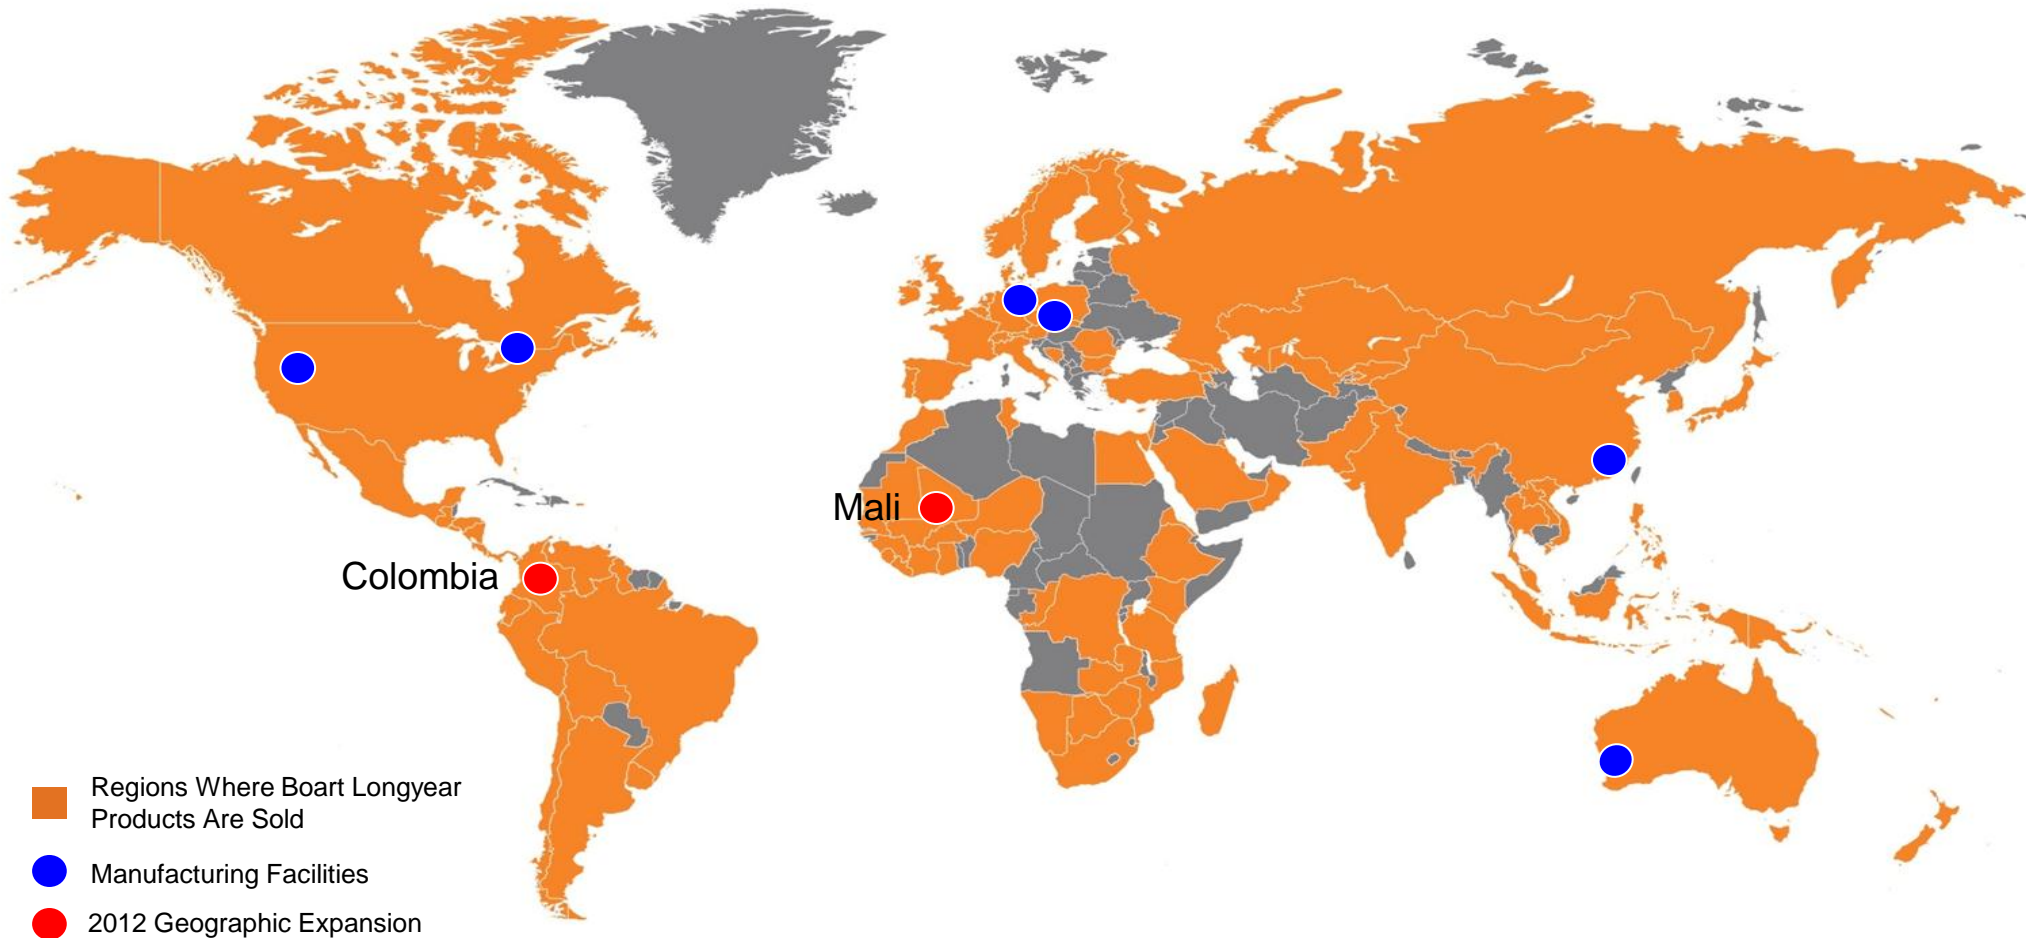 Mali
Colombia
Regions Where Boart Longyear
Products Are Sold
Manufacturing Facilities
2012 Geographic Expansion